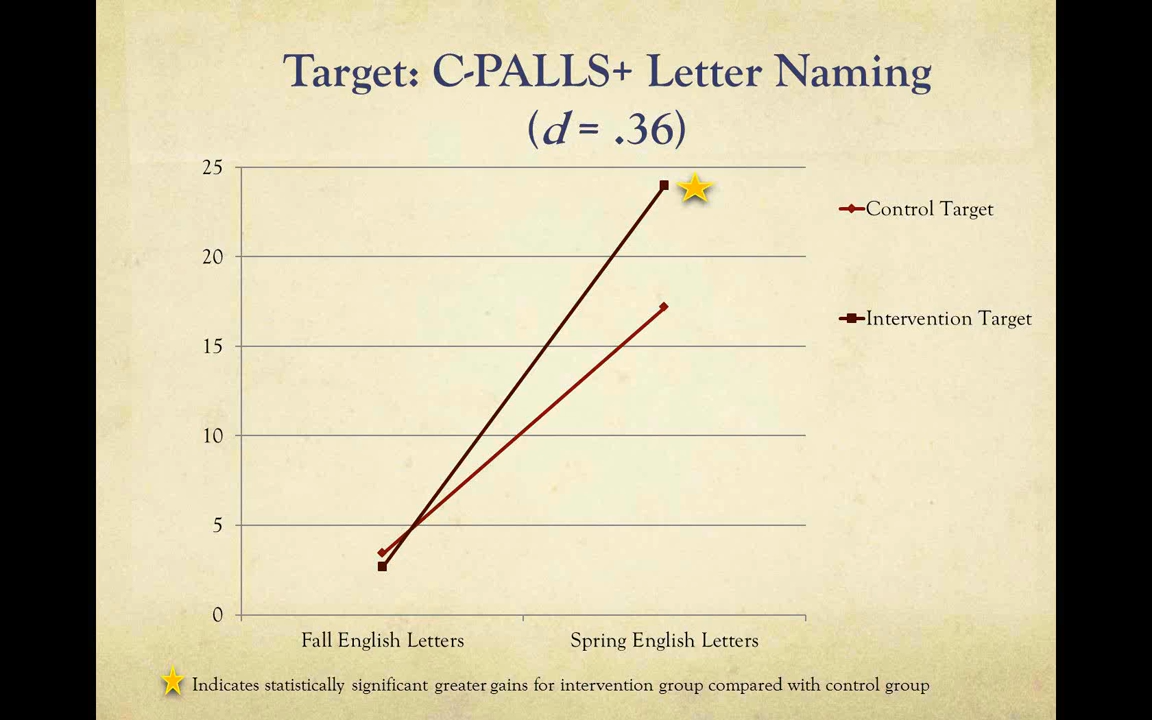 Target: C-PALLS+ Letter Naming
(d = .36)
25
20
15
10
5
0
Fall English Letters
Spring English Letters
Control Target
Intervention Target
Indicates statistically significant greater gains for intervention group compared with control group